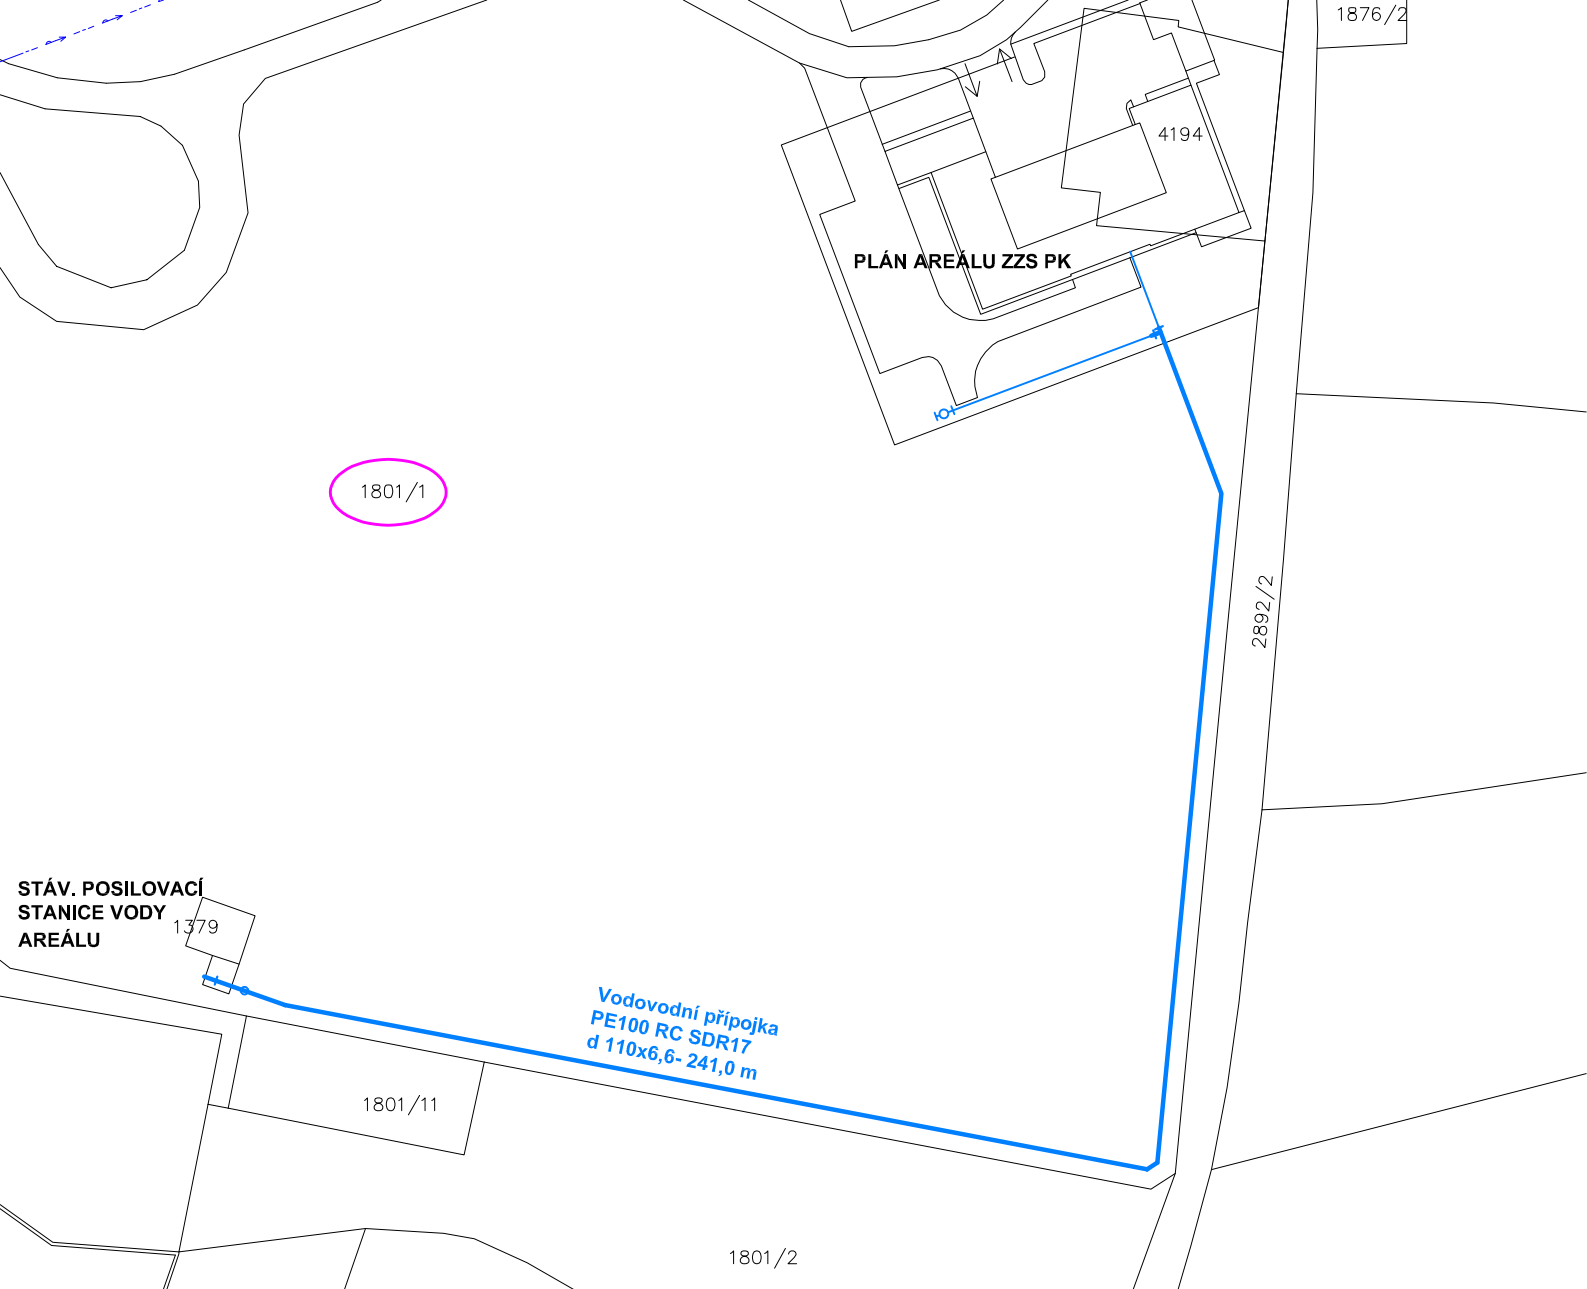 1876/2
4194
PLÁN AREÁLU ZZS PK
1801/1
2892/2
STÁV. POSILOVACÍ
STANICE VODY
AREÁLU
1379
Vodovodní přípojka
PE100 RC SDR17
d 110x6,6- 241,0 m
1801/11
1801/2